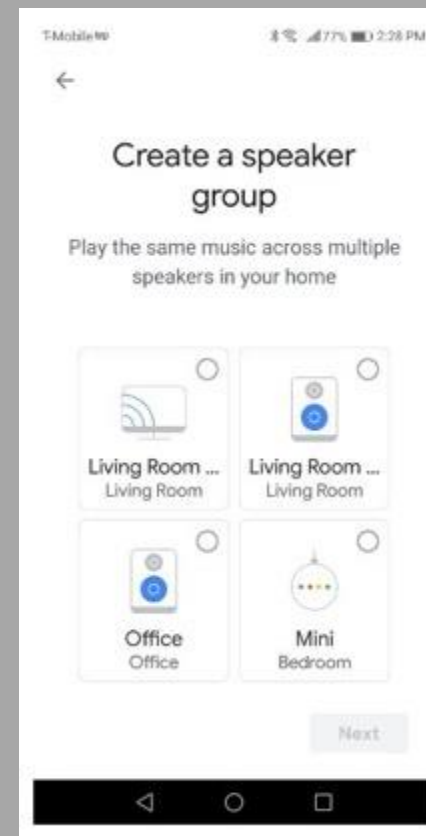 T-Mobile 77% 2:28 PM
Create a speaker
group
Play the same music across multiple
speakers in your home
Living Room ... Living Room ...
Living Room Living Room
Office Mini
Office Bedroom
Next